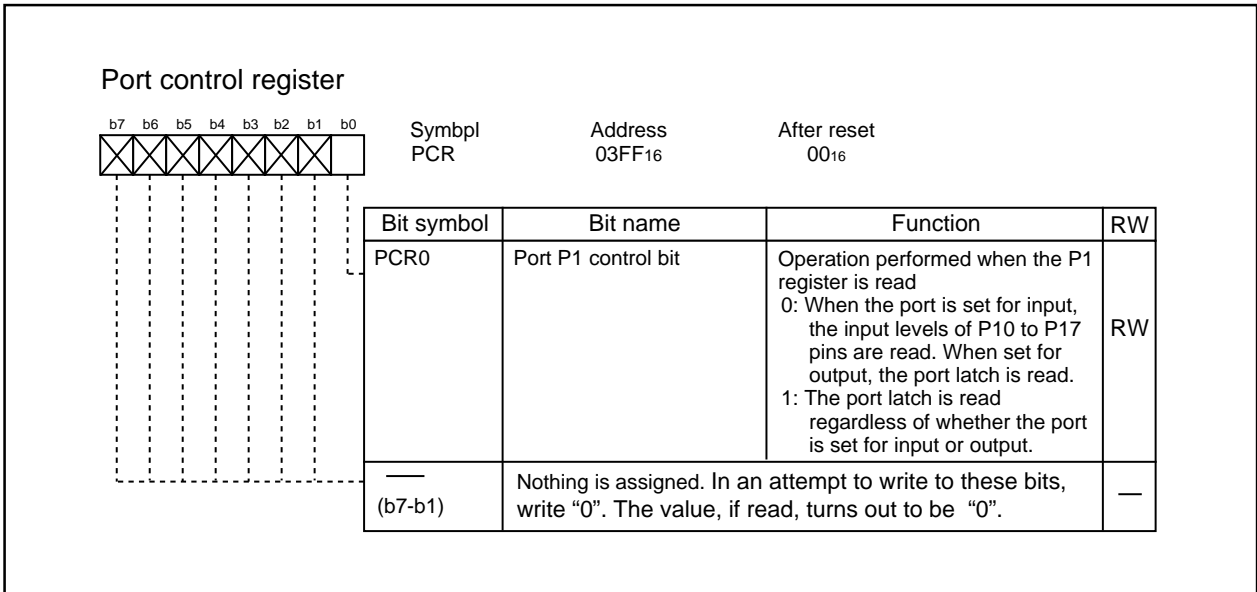 Port control register
b7 b6 b5 b4 b3 b2 b1 b0
Symbpl Address After reset
PCR 03FF16 0016
Bit symbol Bit name Function RW
PCR0 Port P1 control bit Operation performed when the P1
register is read
0: When the port is set for input,
the input levels of P10 to P17
pins are read. When set for
output, the port latch is read.
1: The port latch is read
regardless of whether the port
is set for input or output.
RW
(b7-b1)
Nothing is assigned. In an attempt to write to these bits,
write “0”. The value, if read, turns out to be “0”.
—